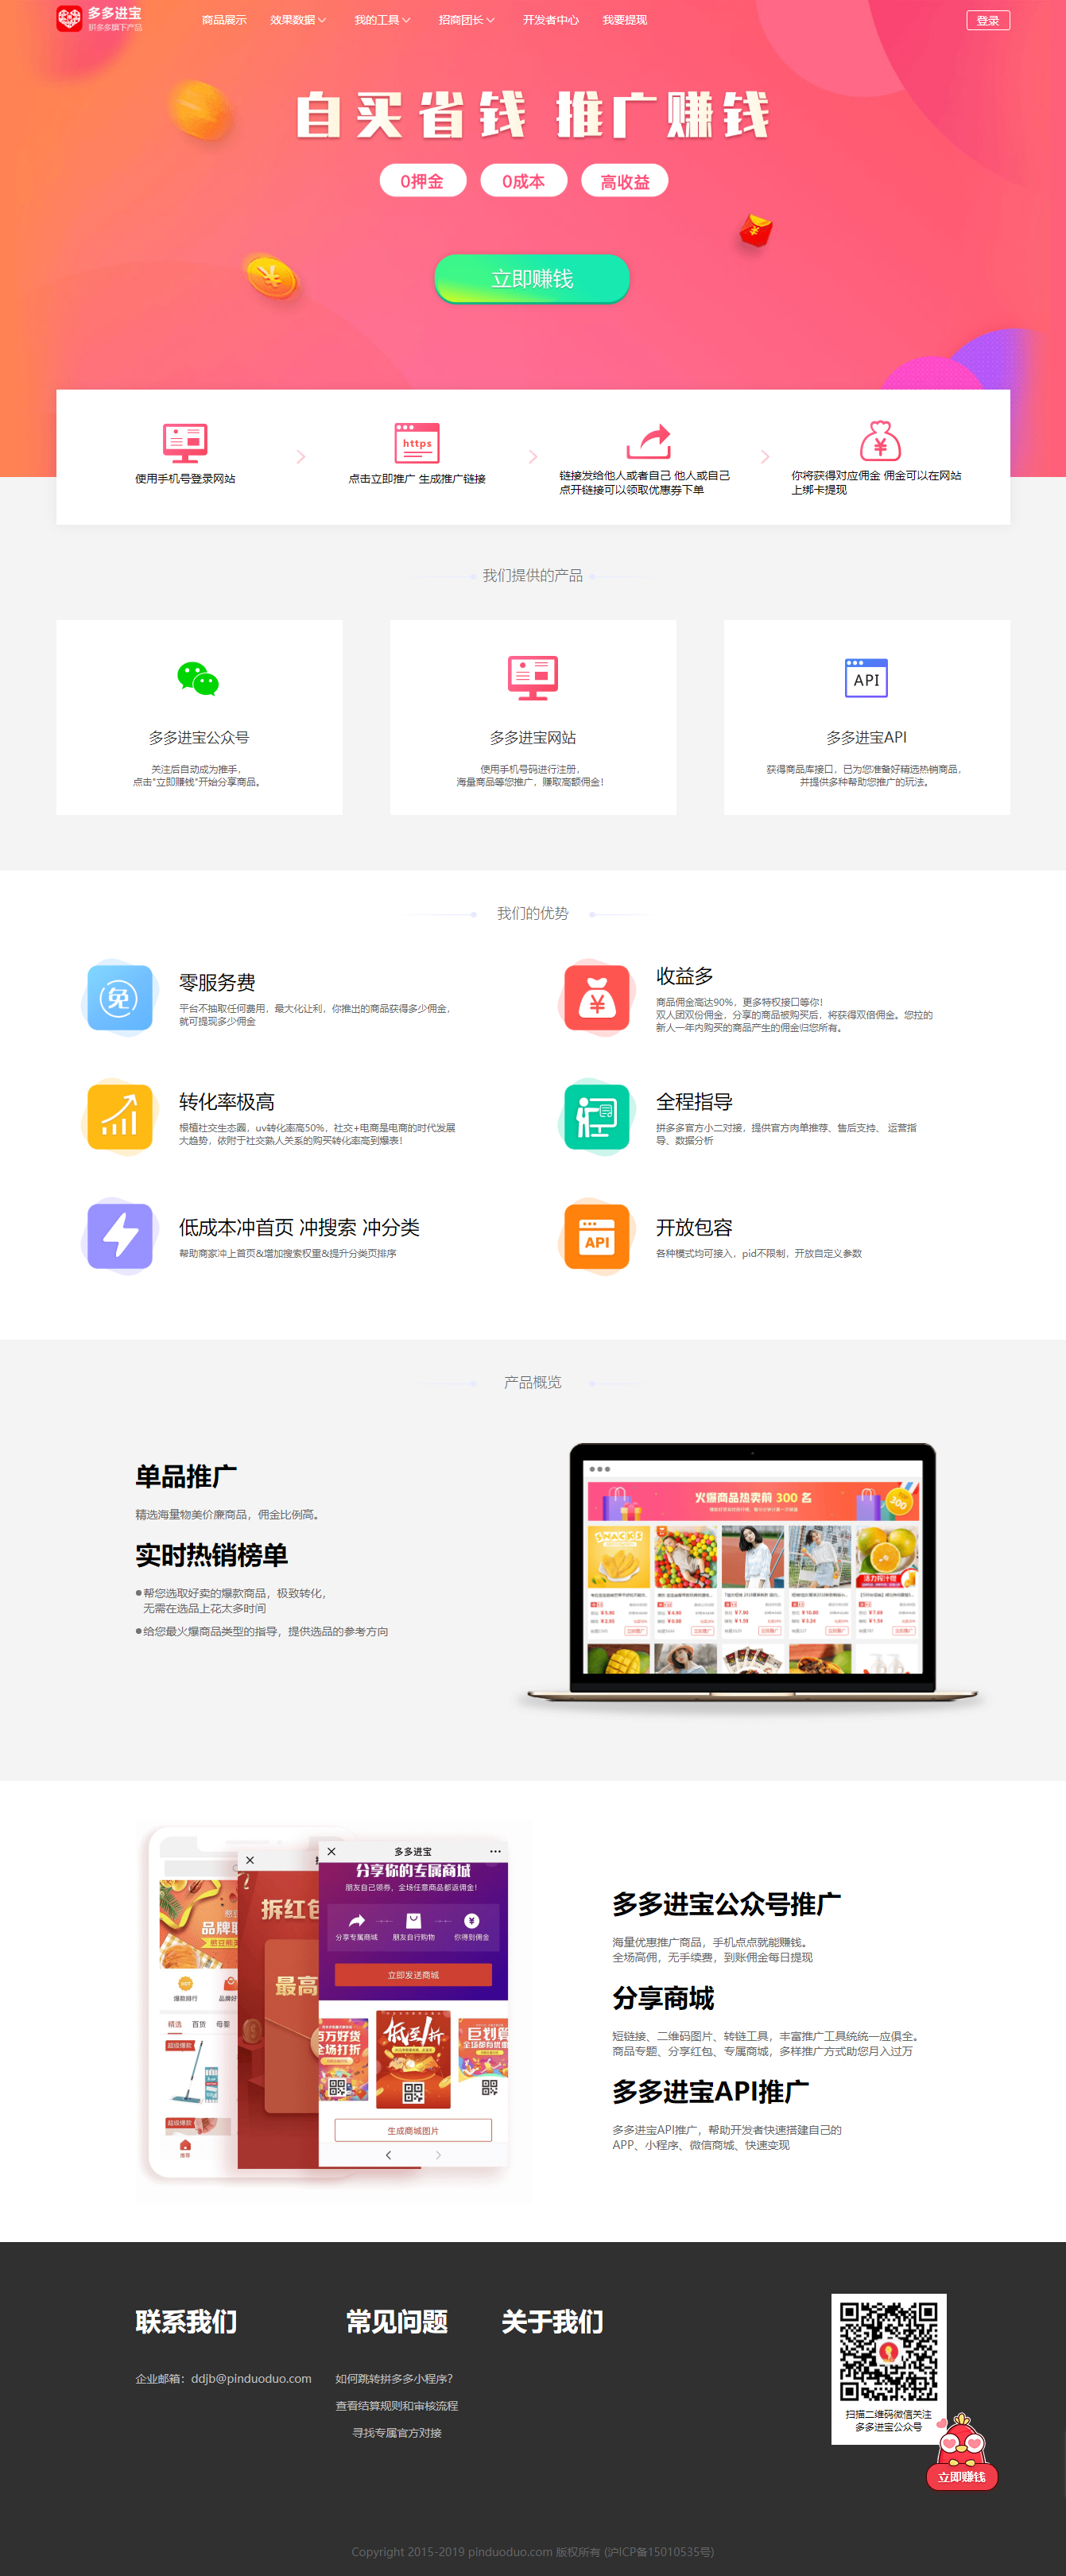 多多进宝
拼多多旗下产品
商品展示
效果数据
我的工具
招商团长
开发者中心
我要提现
登录
自买省钱 推广赚钱
0押金
0成本
高收益
立即赚钱
使用手机号登录网站
https
点击立即推广 生成推广链接
链接发给他人或者自己 他人或自己
点开链接可以领取优惠券下单
你将获得对应佣金 佣金可以在网站
上绑卡提现
我们提供的产品
多多进宝公众号
关注后自动成为推手，
点击"立即赚钱"开始分享商品。
多多进宝网站
使用手机号码进行注册，
海量商品等您推广，赚取高额佣金！
API
多多进宝API
获得商品库接口，已为您准备好精选热销商品，
并提供多种帮助您推广的玩法。
我们的优势
免
零服务费
平台不抽取任何费用，最大化让利，你推出的商品获得多少佣金，
就可提现多少佣金
收益多
商品佣金高达90%，更多特权接口等你！
双人团双份佣金，分享的商品被购买后，将获得双倍佣金。您拉的
新人一年内购买的商品产生的佣金归您所有。
转化率极高
根植社交生态圈，uv转化率高50%，社交+电商是电商的时代发展
大趋势，依附于社交熟人关系的购买转化率高到爆表！
全程指导
拼多多官方小二对接，提供官方肉单推荐、售后支持、 运营指
导、数据分析
低成本冲首页 冲搜索 冲分类
帮助商家冲上首页&增加搜索权重&提升分类页排序
API
开放包容
各种模式均可接入，pid不限制，开放自定义参数
产品概览
单品推广
精选海量物美价廉商品，佣金比例高。
实时热销榜单
帮您选取好卖的爆款商品，极致转化，
无需在选品上花太多时间
给您最火爆商品类型的指导，提供选品的参考方向
火爆商品热卖前 300 名
300
SNACKS
多多进宝
分享你的专属商城
朋友自己领券，全场任意商品都返佣金！
分享专属商城
朋友自行购物
你得到佣金
立即发送商城
拆红包
最高
品牌
爆款排行
品牌好
精选
百货
母婴
超级爆款
超级爆款
推荐
百万好货
全场打折
低至1折
巨划算
生成商城图片
多多进宝公众号推广
海量优惠推广商品，手机点点就能赚钱。
全场高佣，无手续费，到账佣金每日提现
分享商城
短链接、二维码图片、转链工具，丰富推广工具统统一应俱全。
商品专题、分享红包、专属商城，多样推广方式助您月入过万
多多进宝API推广
多多进宝API推广，帮助开发者快速搭建自己的
APP、小程序、微信商城、快速变现
联系我们
企业邮箱：ddjb@pinduoduo.com
常见问题
如何跳转拼多多小程序？
查看结算规则和审核流程
寻找专属官方对接
关于我们
扫描二维码微信关注
多多进宝公众号
立即赚钱
Copyright 2015-2019 pinduoduo.com 版权所有 (沪ICP备15010535号)